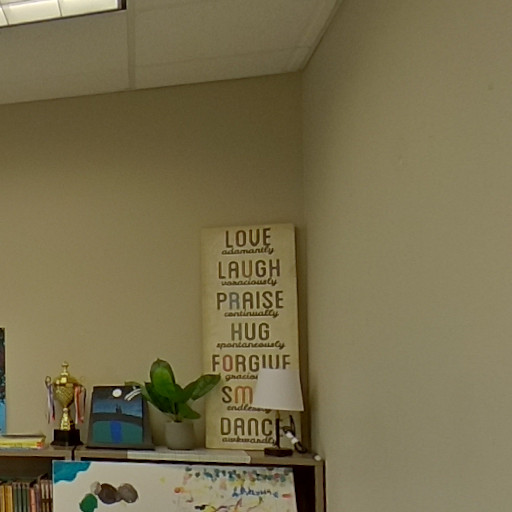 LOVE
adamantly
LAUGH
voraciously
PRAISE
continually
HUG
spontaneously
FORGIVE
DANCE
awkwardly